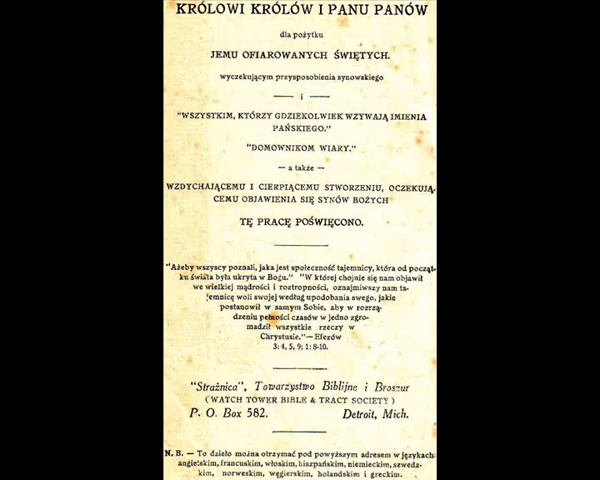 KRÓLOWI KRÓLÓW I PANU PANÓW
dla pożytku
JEMU OFIAROWANYCH ŚWIĘTYCH.
wyczekującym przysposobienia synowskiego
— i —
"WSZYSTKIM, KTÓRZY GDZIEKOLWIEK WZYWAJĄ IMIENIA
PAŃSKIEGO."
"DOMOWNIKOM WIARY."
— a także —
WZDYCHAJĄCEMU I CIERPIĄCEMU STWORZENIU, OCZEKUJĄ,
CEMU OBJAWIENIA SIĘ SYNÓW BOŻYCH
TĘ PRACĘ POŚWIĘCONO.
"Ażeby wszyscy poznali, jaka jest społeczność tajemnicy, która od począt-
ku świata była ukryta w Bogu." "W której chojnie się nam objawił
we wielkiej mądrości i roztropności, oznajmiwszy nam ta-
jemnicę woli swojej według upodobania swego, jakie
postanowił w samym Sobie, aby w rozrzą-
dzeniu pełności czasów w jedno zgro-
madził wszystkie rzeczy w
Chrystusie."—Efezów
3: 4, 5, 9; 1: 8-10.
"Strażnica", Towarzystwo Biblijne i Broszur
(WATCH TOWER BIBLE & TRACT SOCIETY)
P. O. Box 582. Detroit, Mich.
N. B. — To dzieło można otrzymać pod powyższym adresem w językach:
angielskim, francuskim, włoskim, hiszpańskim, niemieckim, szwedz-
kim, norweskim, węgierskim, holandskim i greckim.